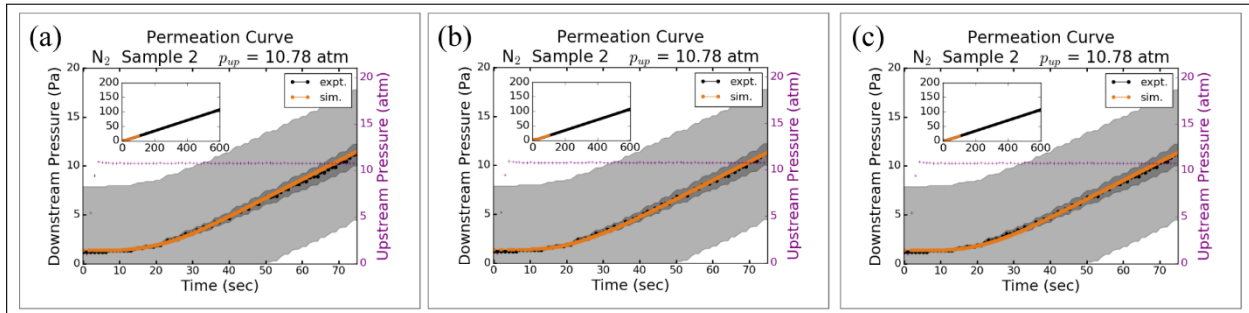 (a)
Permeation Curve
N₂ Sample 2 p_up = 10.78 atm
Downstream Pressure (Pa)
20
15
10
5
0
200
150
100
50
0
0 200 400 600
expt.
sim.
20
15
10
5
0
Upstream Pressure (atm)
0 10 20 30 40 50 60 70
Time (sec)
(b)
Permeation Curve
N₂ Sample 2 p_up = 10.78 atm
Downstream Pressure (Pa)
20
15
10
5
0
200
150
100
50
0
0 200 400 600
expt.
sim.
20
15
10
5
0
Upstream Pressure (atm)
0 10 20 30 40 50 60 70
Time (sec)
(c)
Permeation Curve
N₂ Sample 2 p_up = 10.78 atm
Downstream Pressure (Pa)
20
15
10
5
0
200
150
100
50
0
0 200 400 600
expt.
sim.
20
15
10
5
0
Upstream Pressure (atm)
0 10 20 30 40 50 60 70
Time (sec)